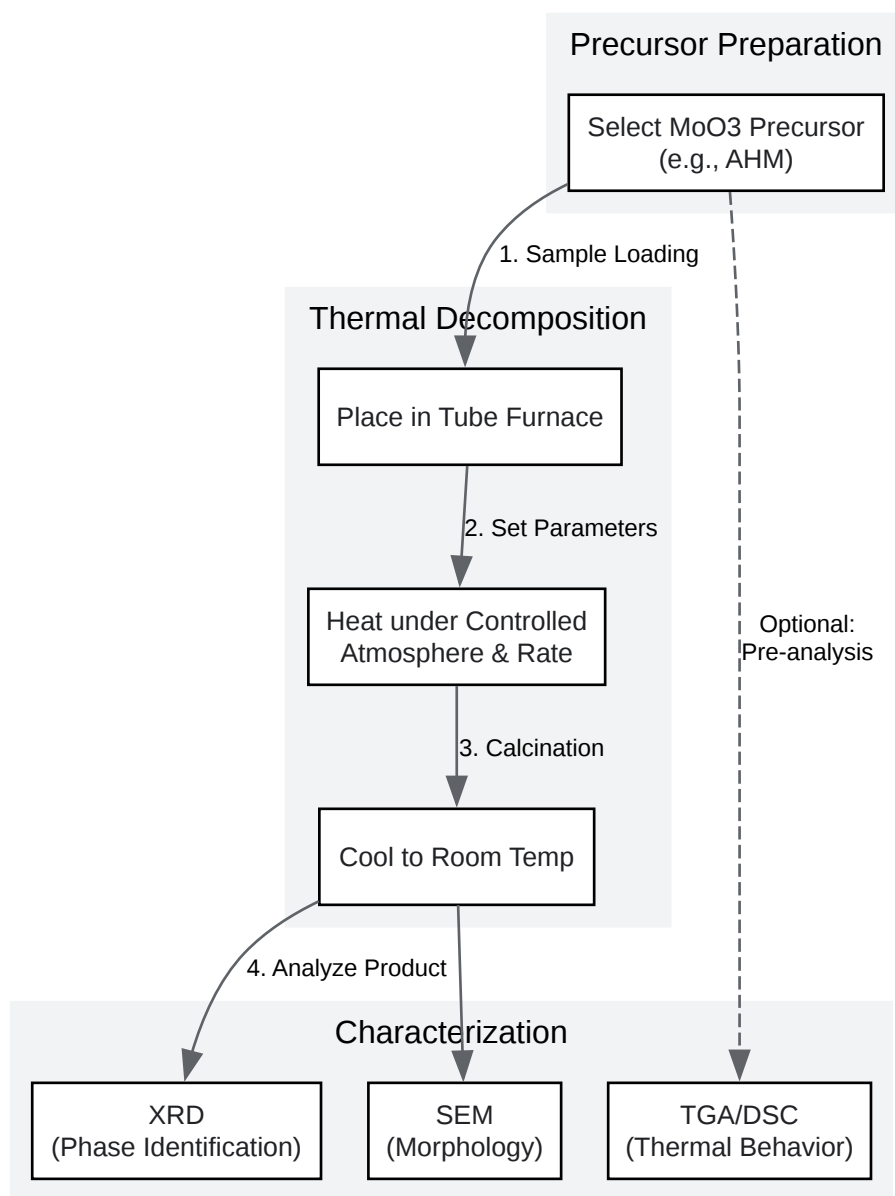 Precursor Preparation
Select MoO3 Precursor
(e.g., AHM)
1. Sample Loading
Thermal Decomposition
Place in Tube Furnace
2. Set Parameters
Heat under Controlled
Atmosphere & Rate
Optional:
Pre-analysis
3. Calcination
Cool to Room Temp
4. Analyze Product
Characterization
XRD
(Phase Identification)
SEM
(Morphology)
TGA/DSC
(Thermal Behavior)